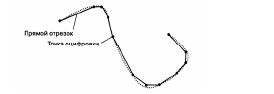 Прямой отрезок
Точка оцифровки